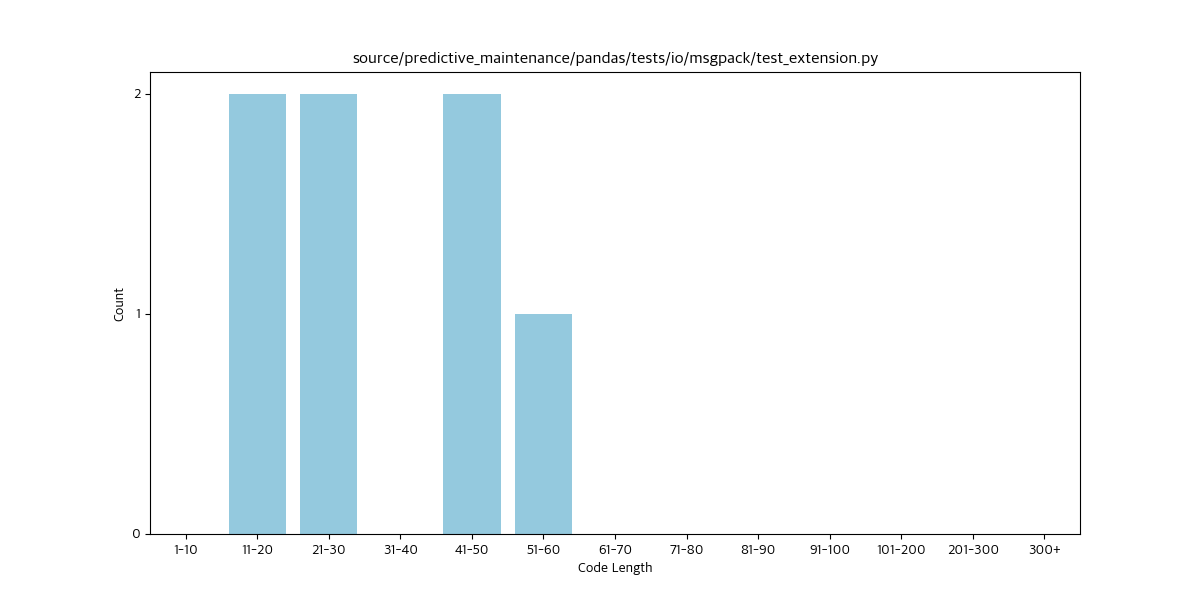 source/predictive_maintenance/pandas/tests/io/msgpack/test_extension.py
2
1
0
Count
1-10 11-20 21-30 31-40 41-50 51-60 61-70 71-80 81-90 91-100 101-200 201-300 300+
Code Length